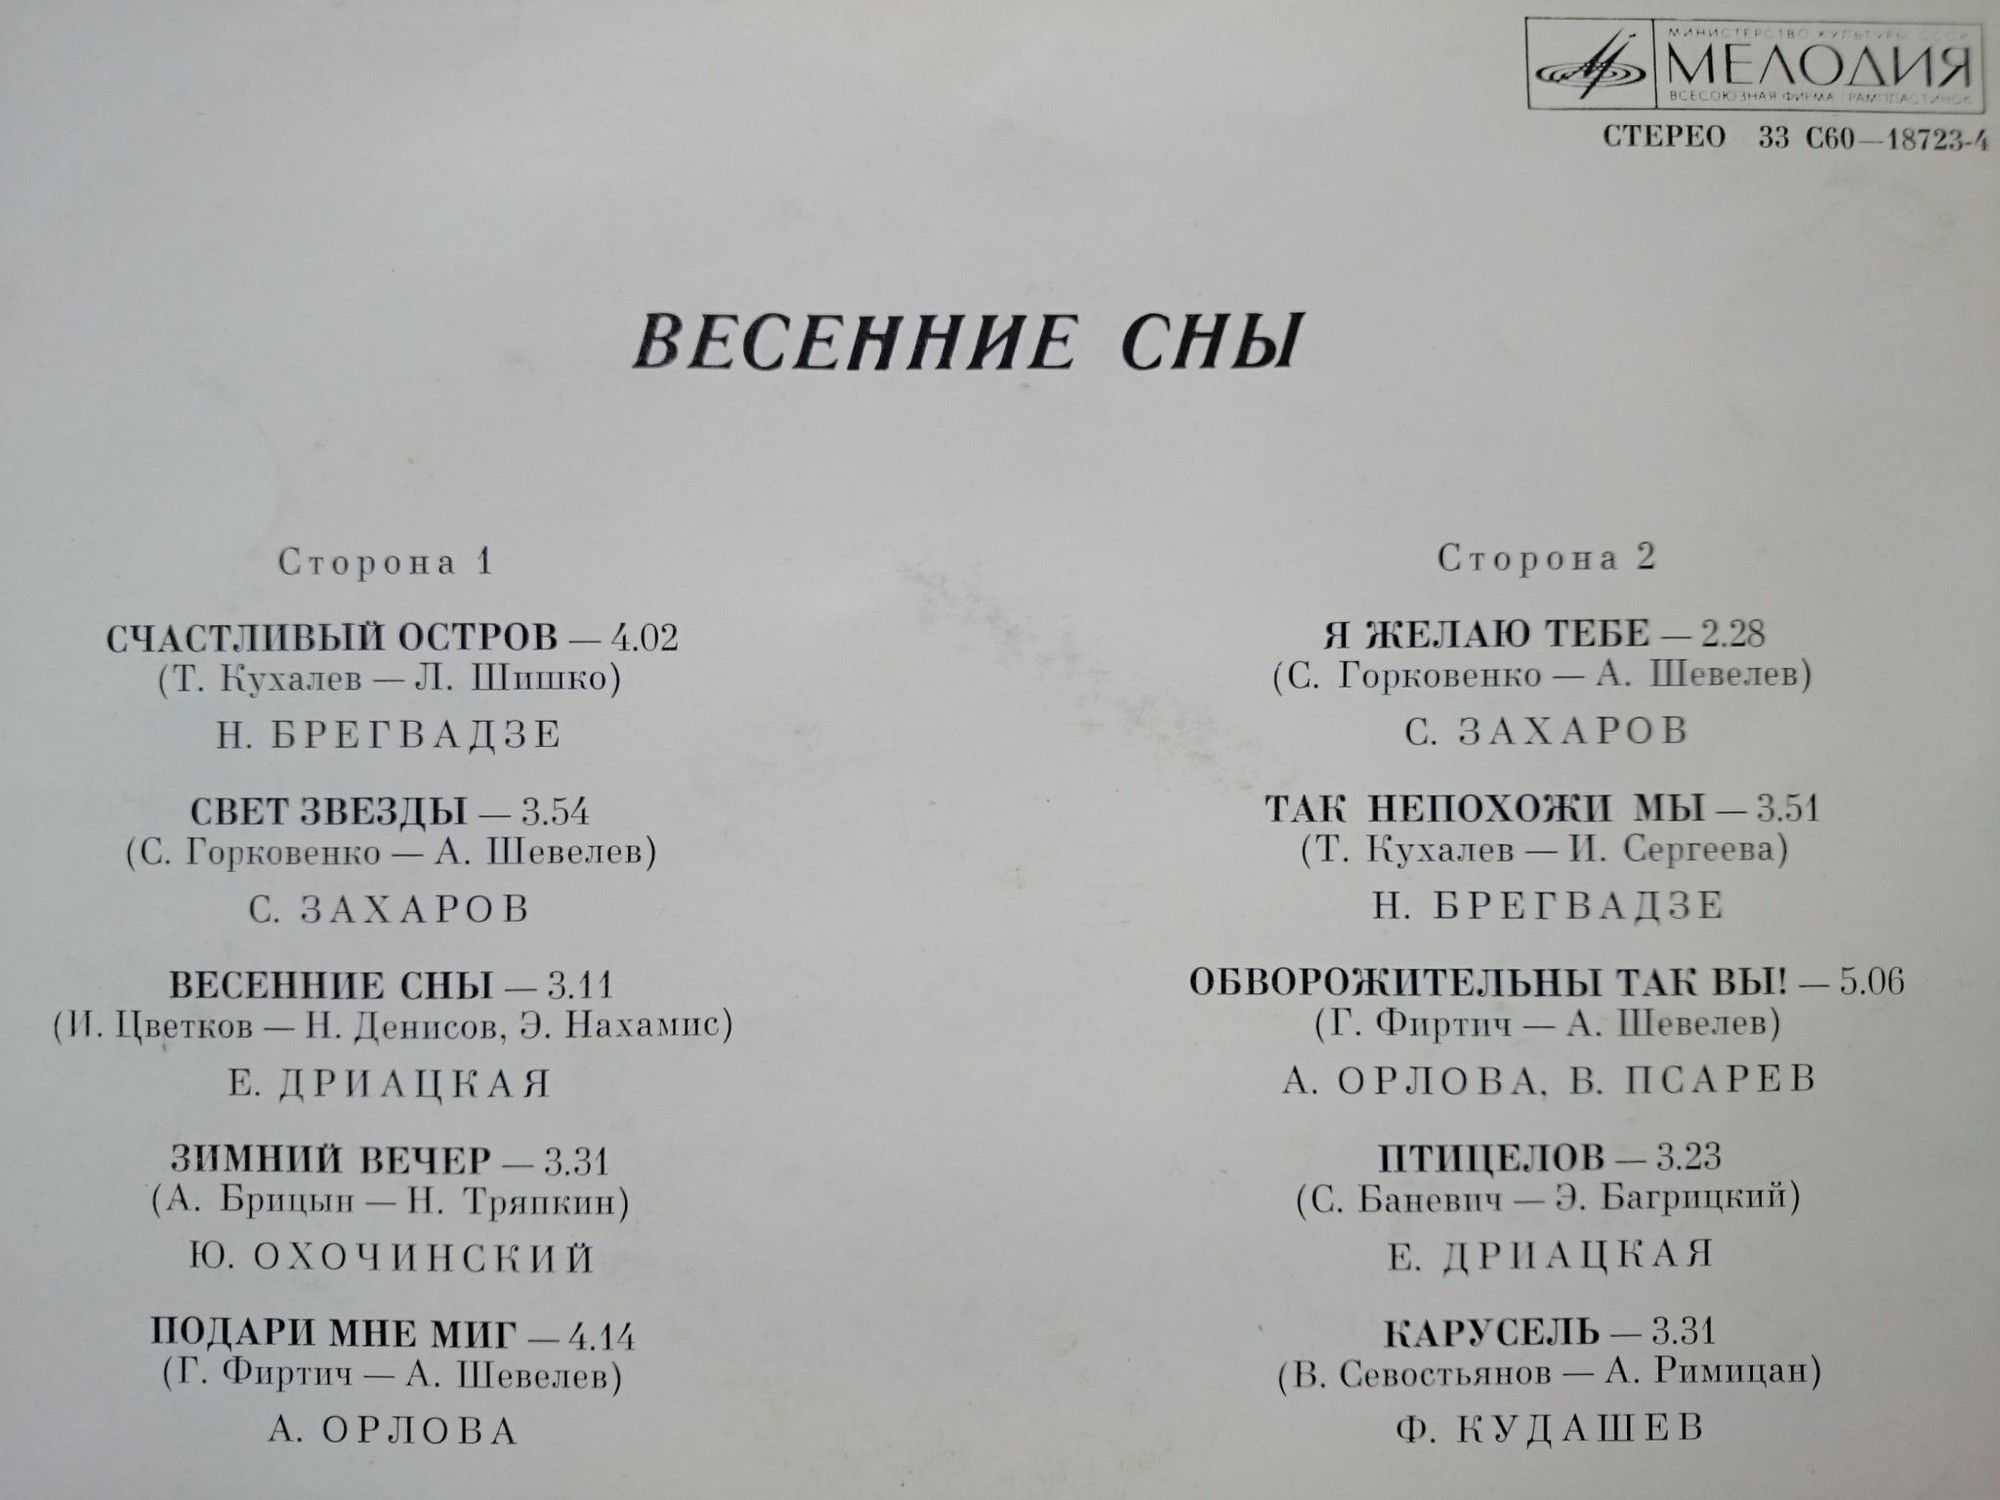 МИНИСТЕРСТВО КУЛЬТУРЫ СССР
МЕЛОДИЯ
ВСЕСОЮЗНАЯ ФИРМА ГРАМПЛАСТИНОК
СТЕРЕО 33 С60—18723-4
ВЕСЕННИЕ СНЫ
Сторона 1
СЧАСТЛИВЫЙ ОСТРОВ — 4.02
(Т. Кухалев — Л. Шишко)
Н. БРЕГВАДЗЕ
СВЕТ ЗВЕЗДЫ — 3.54
(С. Горковенко — А. Шевелев)
С. ЗАХАРОВ
ВЕСЕННИЕ СНЫ — 3.11
(И. Цветков — Н. Денисов, Э. Нахамис)
Е. ДРИАЦКАЯ
ЗИМНИЙ ВЕЧЕР — 3.31
(А. Брицын — Н. Тряпкин)
Ю. ОХОЧИНСКИЙ
ПОДАРИ МНЕ МИГ — 4.14
(Г. Фиртич — А. Шевелев)
А. ОРЛОВА
Сторона 2
Я ЖЕЛАЮ ТЕБЕ — 2.28
(С. Горковенко — А. Шевелев)
С. ЗАХАРОВ
ТАК НЕПОХОЖИ МЫ — 3.51
(Т. Кухалев — И. Сергеева)
Н. БРЕГВАДЗЕ
ОБВОРОЖИТЕЛЬНЫ ТАК ВЫ! — 5.06
(Г. Фиртич — А. Шевелев)
А. ОРЛОВА, В. ПСАРЕВ
ПТИЦЕЛОВ — 3.23
(С. Баневич — Э. Багрицкий)
Е. ДРИАЦКАЯ
КАРУСЕЛЬ — 3.31
(В. Севостьянов — А. Римицан)
Ф. КУДАШЕВ